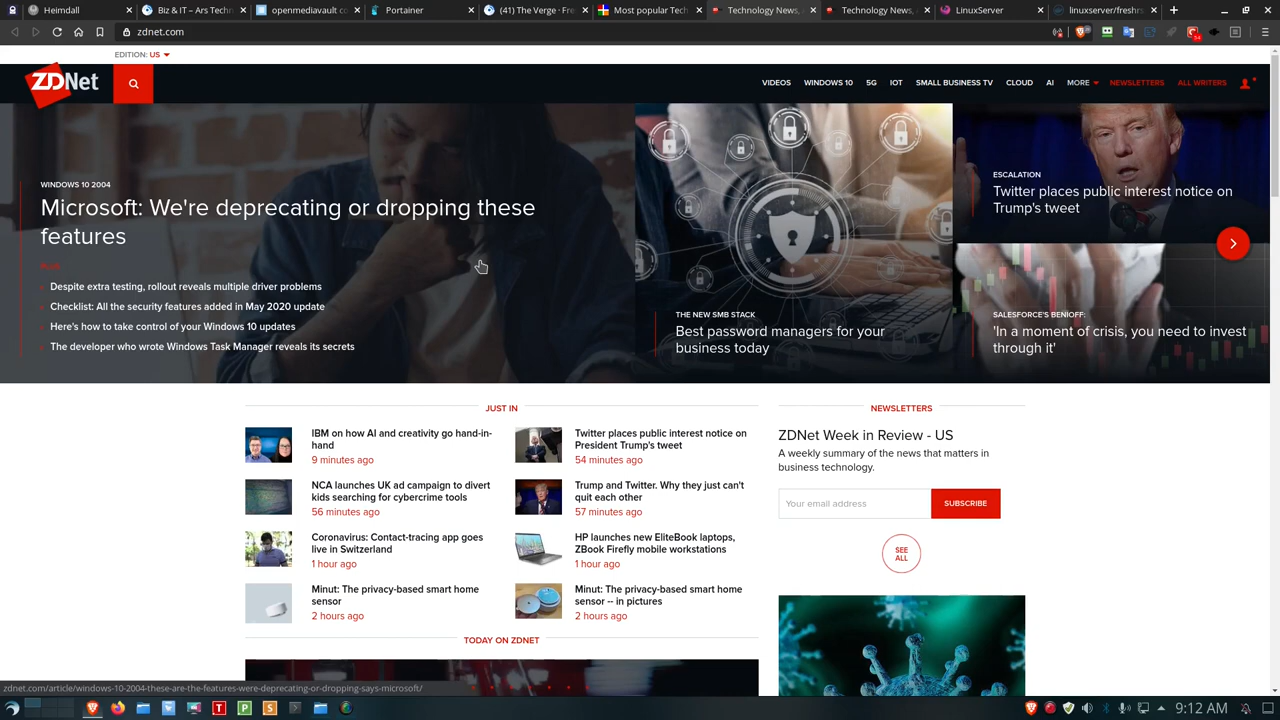 Heimdall
Biz & IT – Ars Techn
openmediavault co
Portainer
(41) The Verge - Fre
Most popular Tech
Technology News, A
Technology News, A
LinuxServer
linuxserver/freshrs
zdnet.com
54
EDITION: US
ZDNet
VIDEOS WINDOWS 10 5G IOT SMALL BUSINESS TV CLOUD AI MORE NEWSLETTERS ALL WRITERS
WINDOWS 10 2004
Microsoft: We're deprecating or dropping these
features
PLUS:
Despite extra testing, rollout reveals multiple driver problems
Checklist: All the security features added in May 2020 update
Here's how to take control of your Windows 10 updates
The developer who wrote Windows Task Manager reveals its secrets
THE NEW SMB STACK
Best password managers for your
business today
ESCALATION
Twitter places public interest notice on
Trump's tweet
SALESFORCE'S BENIOFF:
'In a moment of crisis, you need to invest
through it'
JUST IN
IBM on how AI and creativity go hand-in-
hand
9 minutes ago
Twitter places public interest notice on
President Trump's tweet
54 minutes ago
NCA launches UK ad campaign to divert
kids searching for cybercrime tools
56 minutes ago
Trump and Twitter. Why they just can't
quit each other
57 minutes ago
Coronavirus: Contact-tracing app goes
live in Switzerland
1 hour ago
HP launches new EliteBook laptops,
ZBook Firefly mobile workstations
1 hour ago
Minut: The privacy-based smart home
sensor
2 hours ago
Minut: The privacy-based smart home
sensor -- in pictures
2 hours ago
TODAY ON ZDNET
NEWSLETTERS
ZDNet Week in Review - US
A weekly summary of the news that matters in
business technology.
Your email address
SUBSCRIBE
SEE
ALL
zdnet.com/article/windows-10-2004-these-are-the-features-were-deprecating-or-dropping-says-microsoft/
9:12 AM